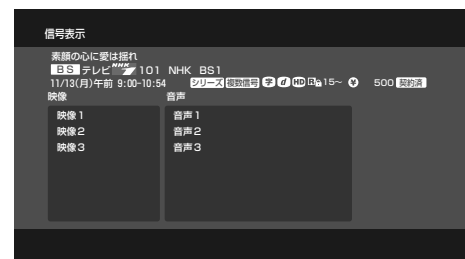 信号表示
素顔の心に愛は揺れ
BS テレビ NHK 101 NHK BS1
11/13(月)午前 9:00-10:54 シリーズ 複数信号 字 d HD R 15~ 500 契約済
映像 音声
映像1 音声1
映像2 音声2
映像3 音声3